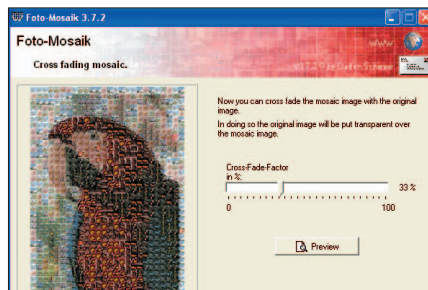 Foto-Mosaik 3.7.2
Foto-Mosaik
www
Cross fading mosaic.
Now you can cross fade the mosaic image with the original
image.
In doing so the original image will be put transparent over
the mosaic image.
Cross-Fade-Factor
in %:
33 %
0
100
Preview